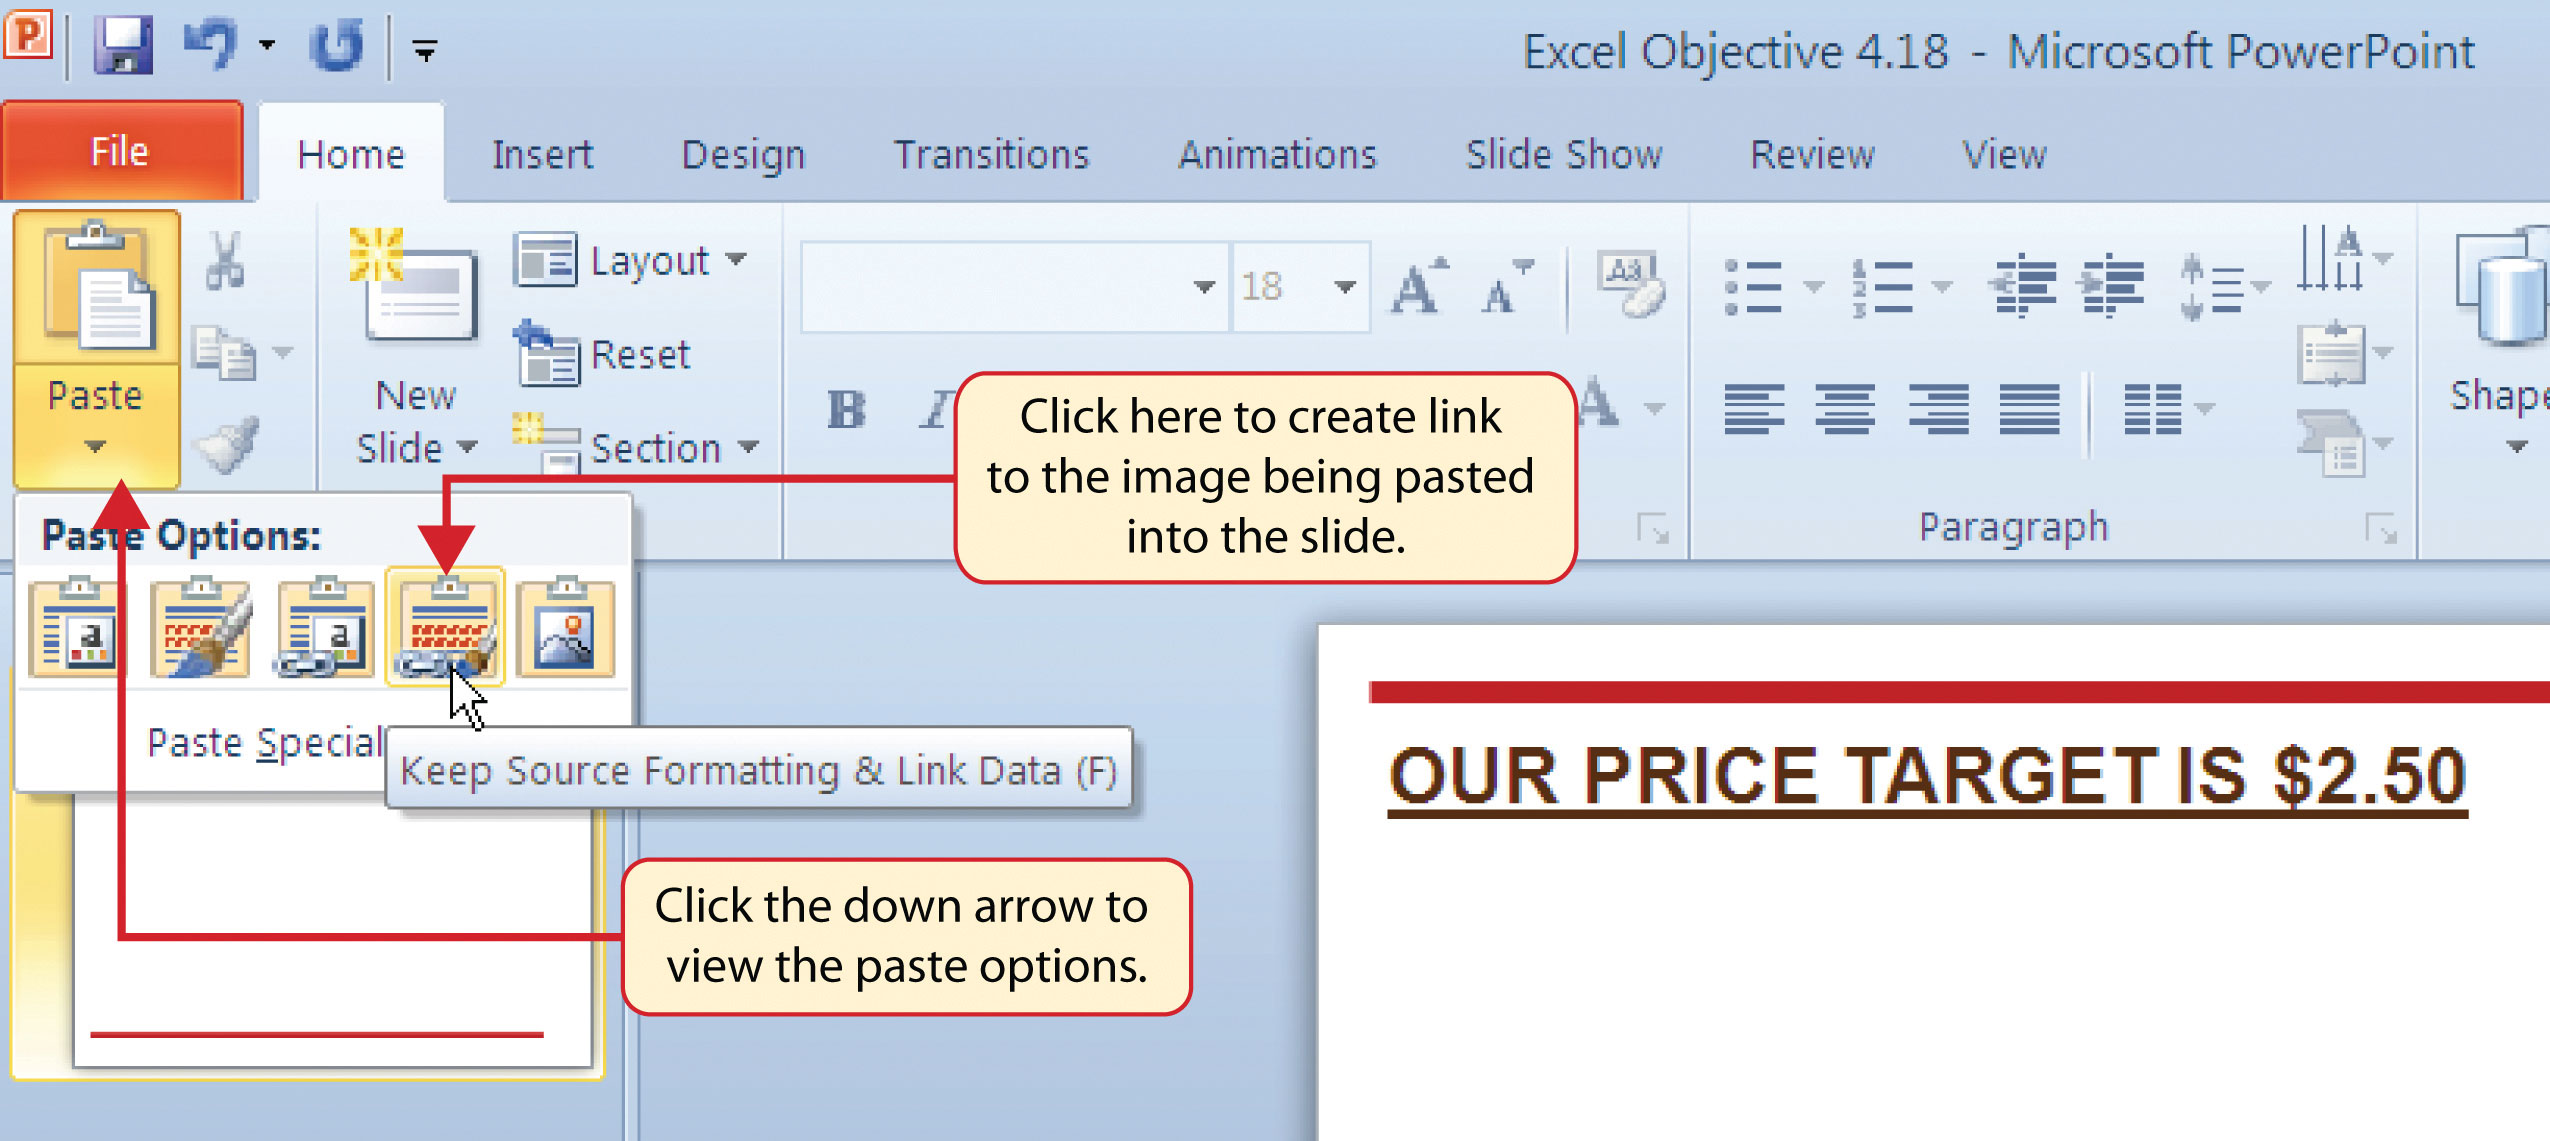 Excel Objective 4.18 - Microsoft PowerPoint
File Home Insert Design Transitions Animations Slide Show Review View
Paste
New
Slide
Layout
Reset
Section
18
B I
Paragraph
Shape
Click here to create link
to the image being pasted
into the slide.
Paste Options:
Paste Special
Keep Source Formatting & Link Data (F)
Click the down arrow to
view the paste options.
OUR PRICE TARGET IS $2.50